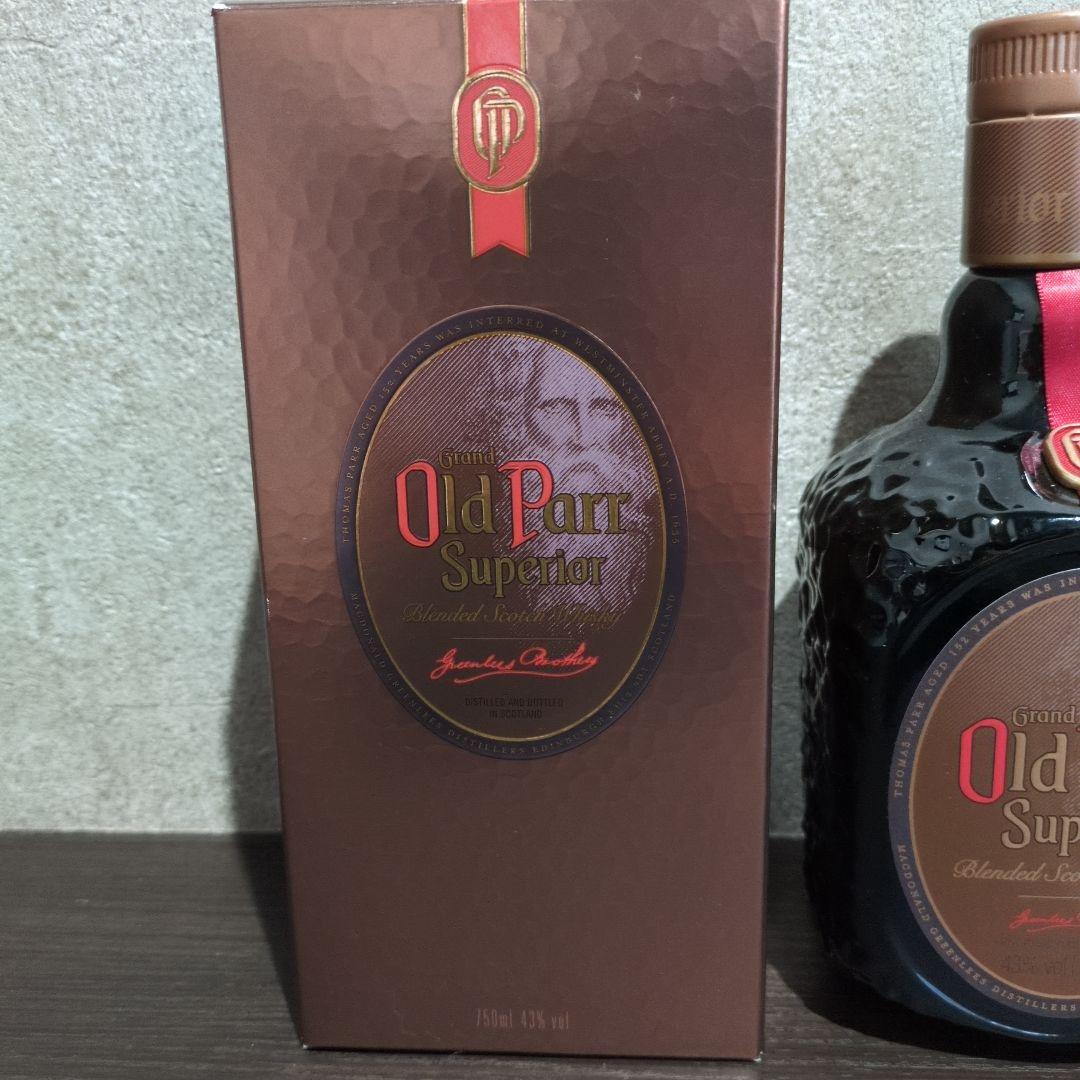 THOMAS PARR AGED 152 YEARS WAS INTERRED AT WESTMINSTER ABBEY A.D. 1635
Grand
Old Parr
Superior
Blended Scotch Whisky
Greenlees Brothers
DISTILLED AND BOTTLED
IN SCOTLAND
MACDONALD GREENLEES DISTILLERS EDINBURGH SCOTLAND
750ml 43% vol
THOMAS PARR AGED 152 YEARS WAS IN
Grand
Old
Sup
Blended Sco
43% vol
MACDONALD GREENLEES DISTILLERS